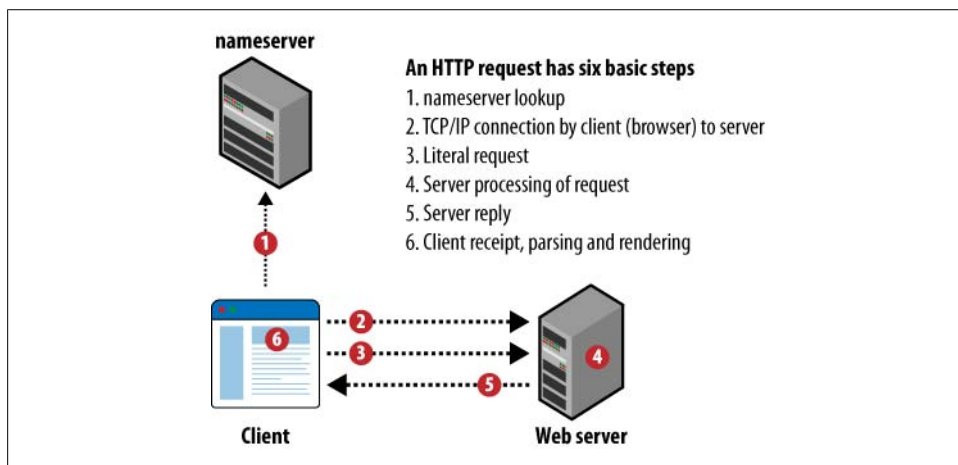 nameserver
An HTTP request has six basic steps
1. nameserver lookup
2. TCP/IP connection by client (browser) to server
3. Literal request
4. Server processing of request
5. Server reply
6. Client receipt, parsing and rendering
1
2
6
3
4
5
Client
Web server